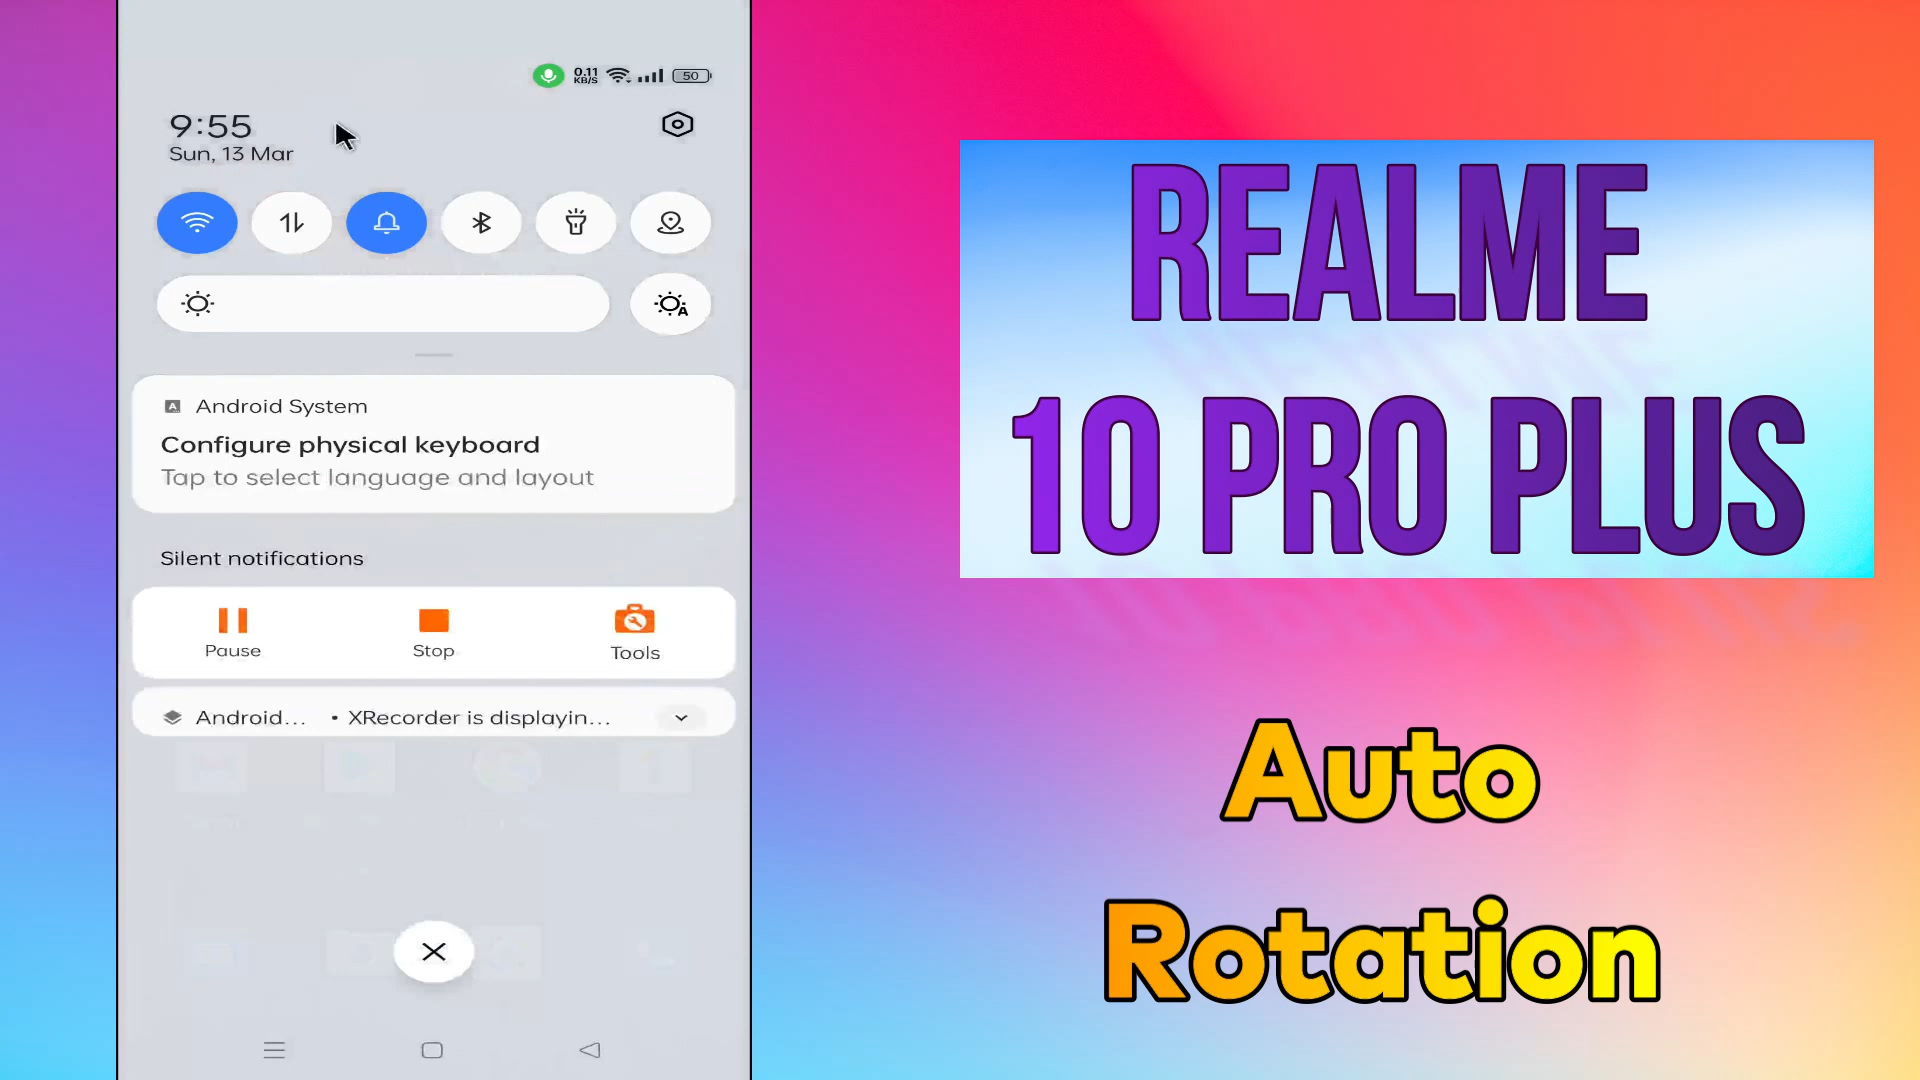 0.11
KB/S
50
9:55
Sun, 13 Mar
A
Android System
Configure physical keyboard
Tap to select language and layout
Silent notifications
Pause
Stop
Tools
Android... • XRecorder is displayin...
REALME
10 PRO PLUS
Auto
Rotation